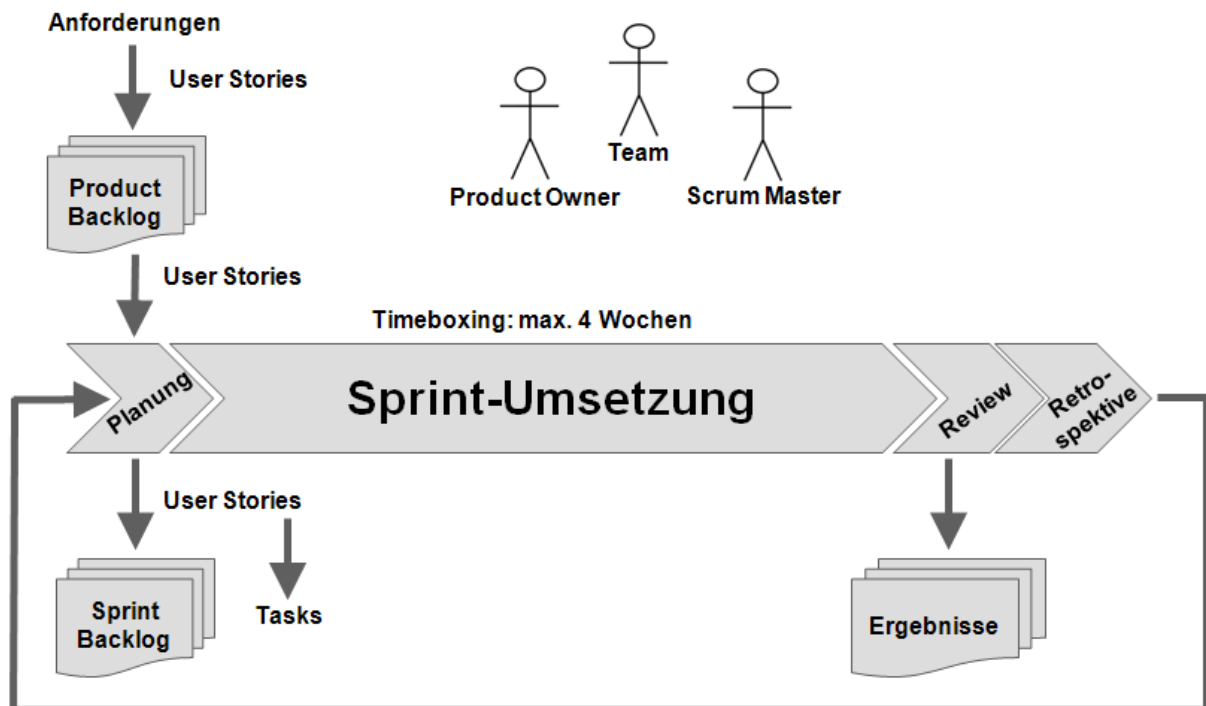 Anforderungen
User Stories
Product
Backlog
Team
Product Owner
Scrum Master
User Stories
Timeboxing: max. 4 Wochen
Planung
Sprint-Umsetzung
Review
Retro-
spektive
User Stories
Sprint
Backlog
Tasks
Ergebnisse